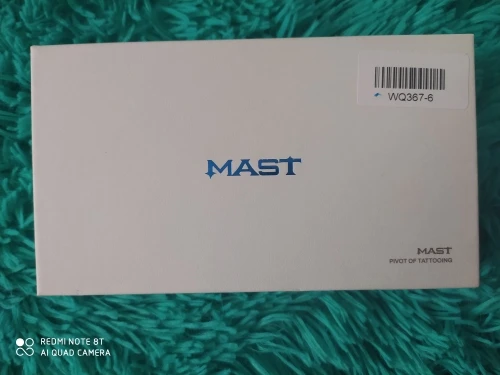 WQ367-6
MAST
MAST
PIVOT OF TATTOOING
REDMI NOTE 8T
AI QUAD CAMERA